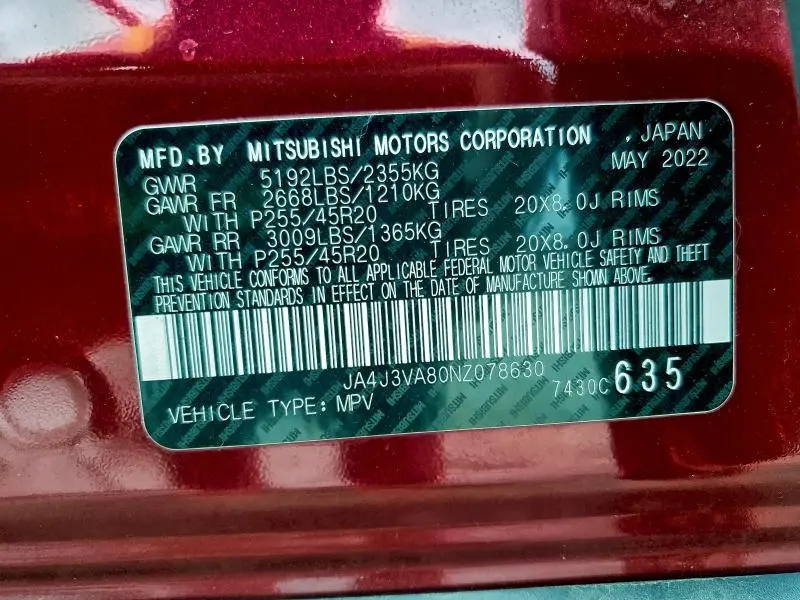 MFD.BY MITSUBISHI MOTORS CORPORATION , JAPAN
GVWR 5192LBS/2355KG MAY 2022
GAWR FR 2668LBS/1210KG
WITH P255/45R20 TIRES 20X8.0J RIMS
GAWR RR 3009LBS/1365KG
WITH P255/45R20 TIRES 20X8.0J RIMS
THIS VEHICLE CONFORMS TO ALL APPLICABLE FEDERAL MOTOR VEHICLE SAFETY AND THEFT
PREVENTION STANDARDS IN EFFECT ON THE DATE OF MANUFACTURE SHOWN ABOVE.
JA4J3VA80NZ078630
7430C 635
VEHICLE TYPE: MPV